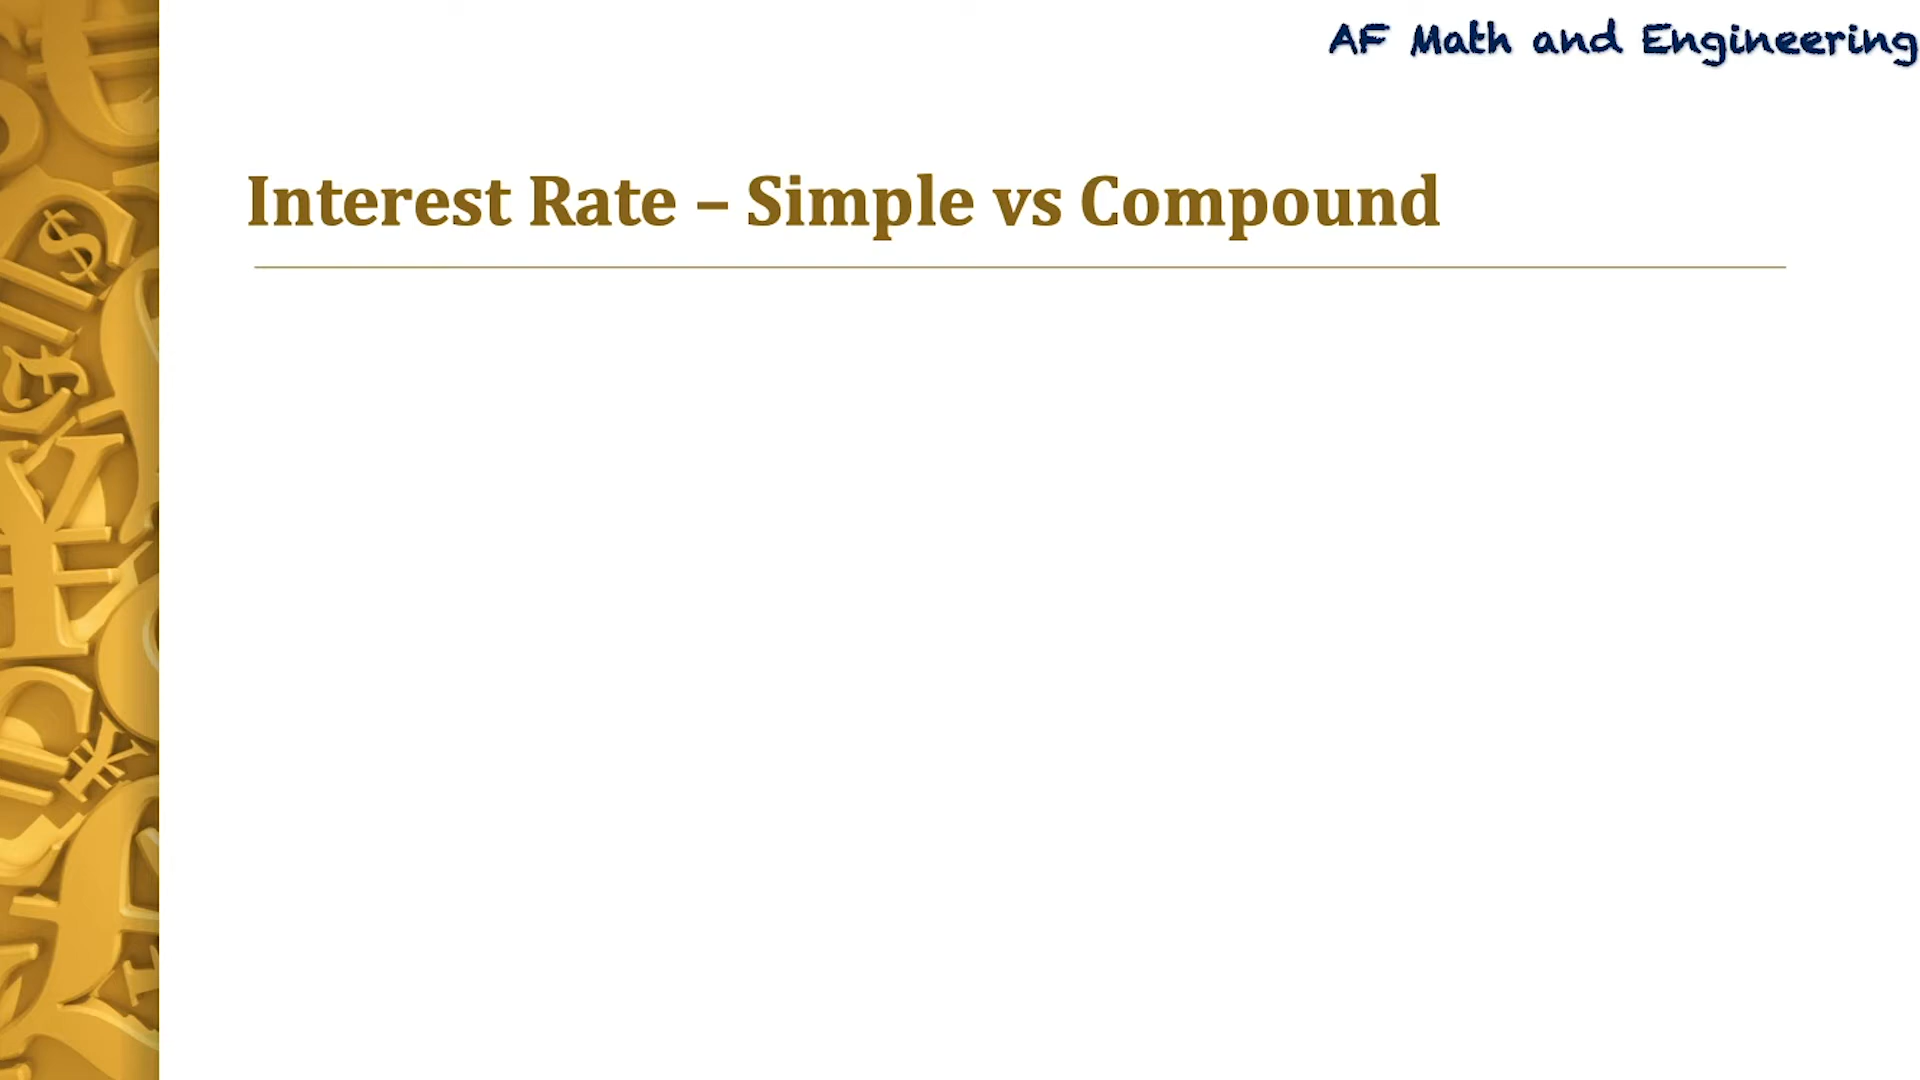 AF Math and Engineering
Interest Rate – Simple vs Compound